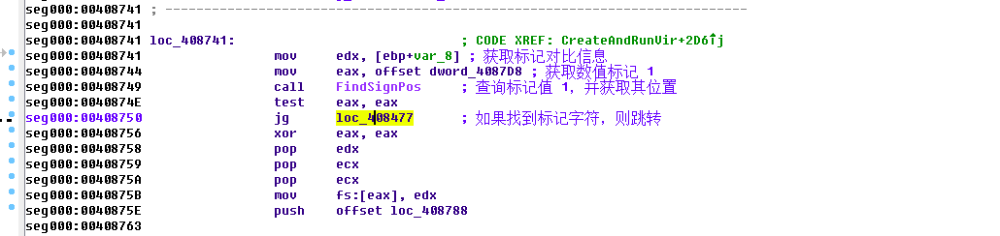 seg000:00408741 ; ---------------------------------------------------------------------------
seg000:00408741
seg000:00408741 loc_408741: ; CODE XREF: CreateAndRunVir+2D6↑j
seg000:00408741 mov edx, [ebp+var_8] ; 获取标记对比信息
seg000:00408744 mov eax, offset dword_4087D8 ; 获取数值标记 1
seg000:00408749 call FindSignPos ; 查询标记值 1，并获取其位置
seg000:0040874E test eax, eax
seg000:00408750 jg loc_408477 ; 如果找到标记字符，则跳转
seg000:00408756 xor eax, eax
seg000:00408758 pop edx
seg000:00408759 pop ecx
seg000:0040875A pop ecx
seg000:0040875B mov fs:[eax], edx
seg000:0040875E push offset loc_408788
seg000:00408763